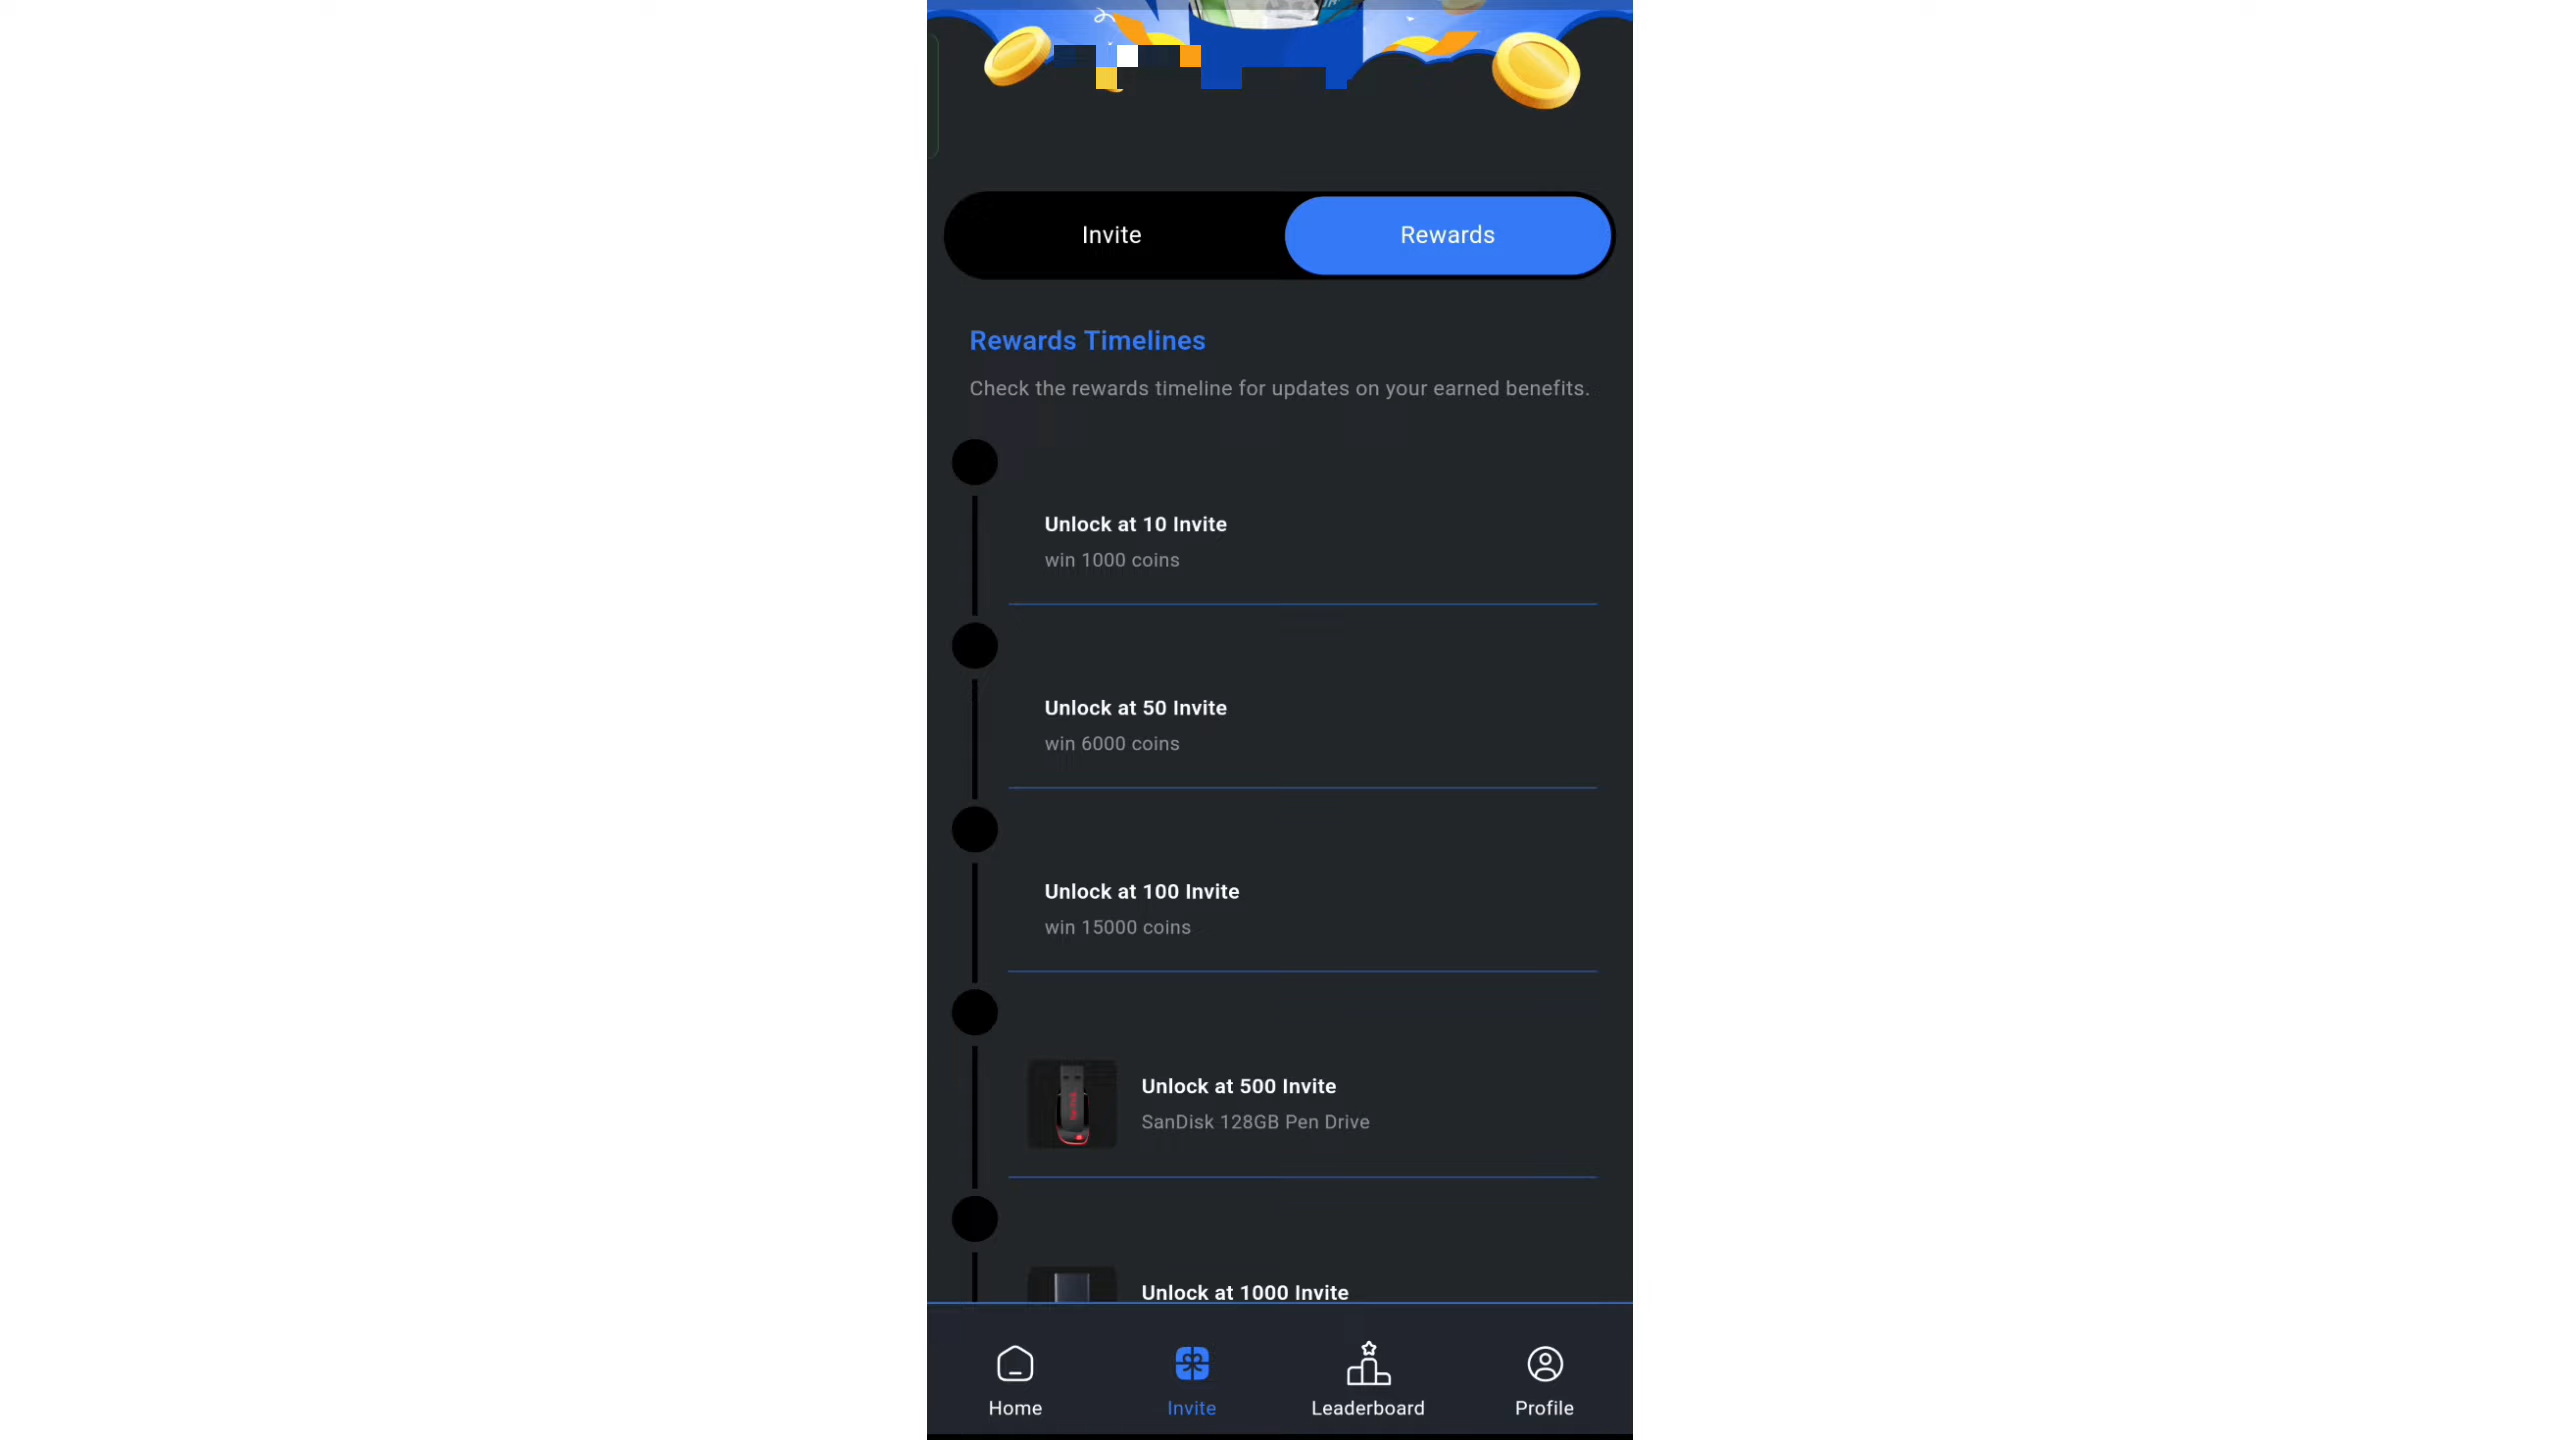 Invite
Rewards
Rewards Timelines
Check the rewards timeline for updates on your earned benefits.
Unlock at 10 Invite
win 1000 coins
Unlock at 50 Invite
win 6000 coins
Unlock at 100 Invite
win 15000 coins
Unlock at 500 Invite
SanDisk 128GB Pen Drive
Unlock at 1000 Invite
Home
Invite
Leaderboard
Profile